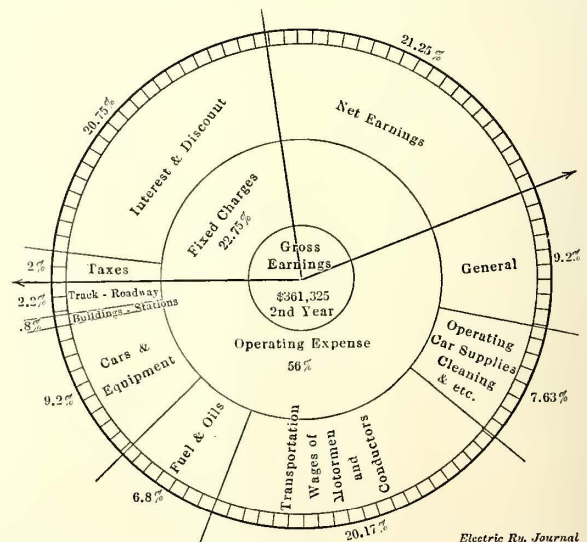 21.25%
20.75%
Interest & Discount
Net Earnings
Fixed Charges
22.75%
Gross
Earnings
$361,325
2nd Year
General
9.2%
2%
Taxes
2.2%
Track - Roadway
.8%
Buildings - Stations
Operating Expense
56%
Operating
Car Supplies
Cleaning
& etc.
7.63%
Cars &
Equipment
9.2%
Fuel & Oils
6.8%
Transportation
Wages of
Motormen
and
Conductors
20.17%
Electric Ry. Journal